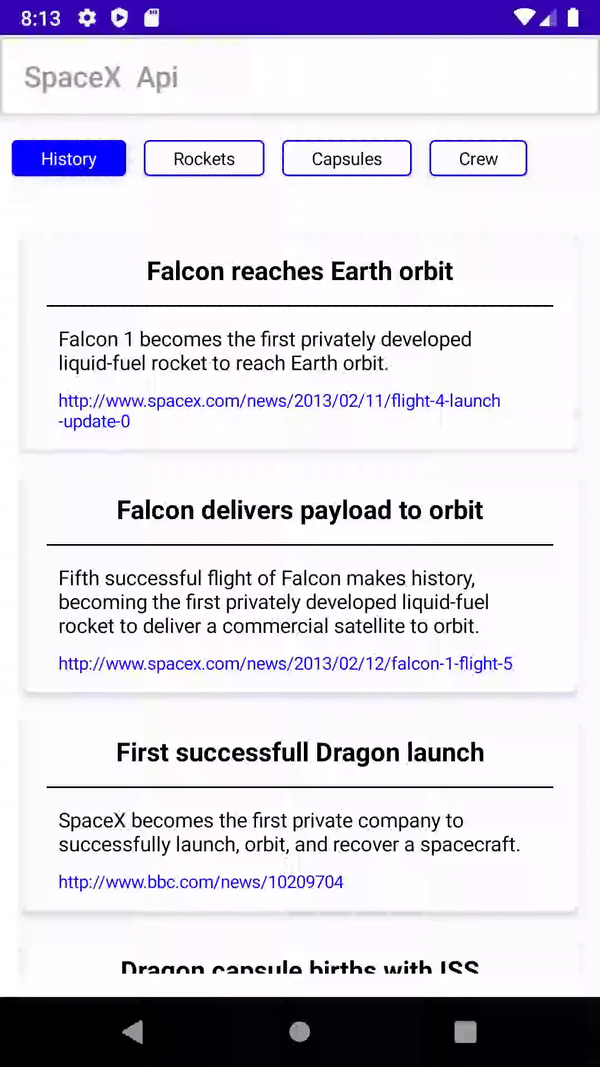 8:13
SpaceX Api
History Rockets Capsules Crew
Falcon reaches Earth orbit
Falcon 1 becomes the first privately developed
liquid-fuel rocket to reach Earth orbit.
http://www.spacex.com/news/2013/02/11/flight-4-launch
-update-0
Falcon delivers payload to orbit
Fifth successful flight of Falcon makes history,
becoming the first privately developed liquid-fuel
rocket to deliver a commercial satellite to orbit.
http://www.spacex.com/news/2013/02/12/falcon-1-flight-5
First successfull Dragon launch
SpaceX becomes the first private company to
successfully launch, orbit, and recover a spacecraft.
http://www.bbc.com/news/10209704
Dragon capsule births with ISS